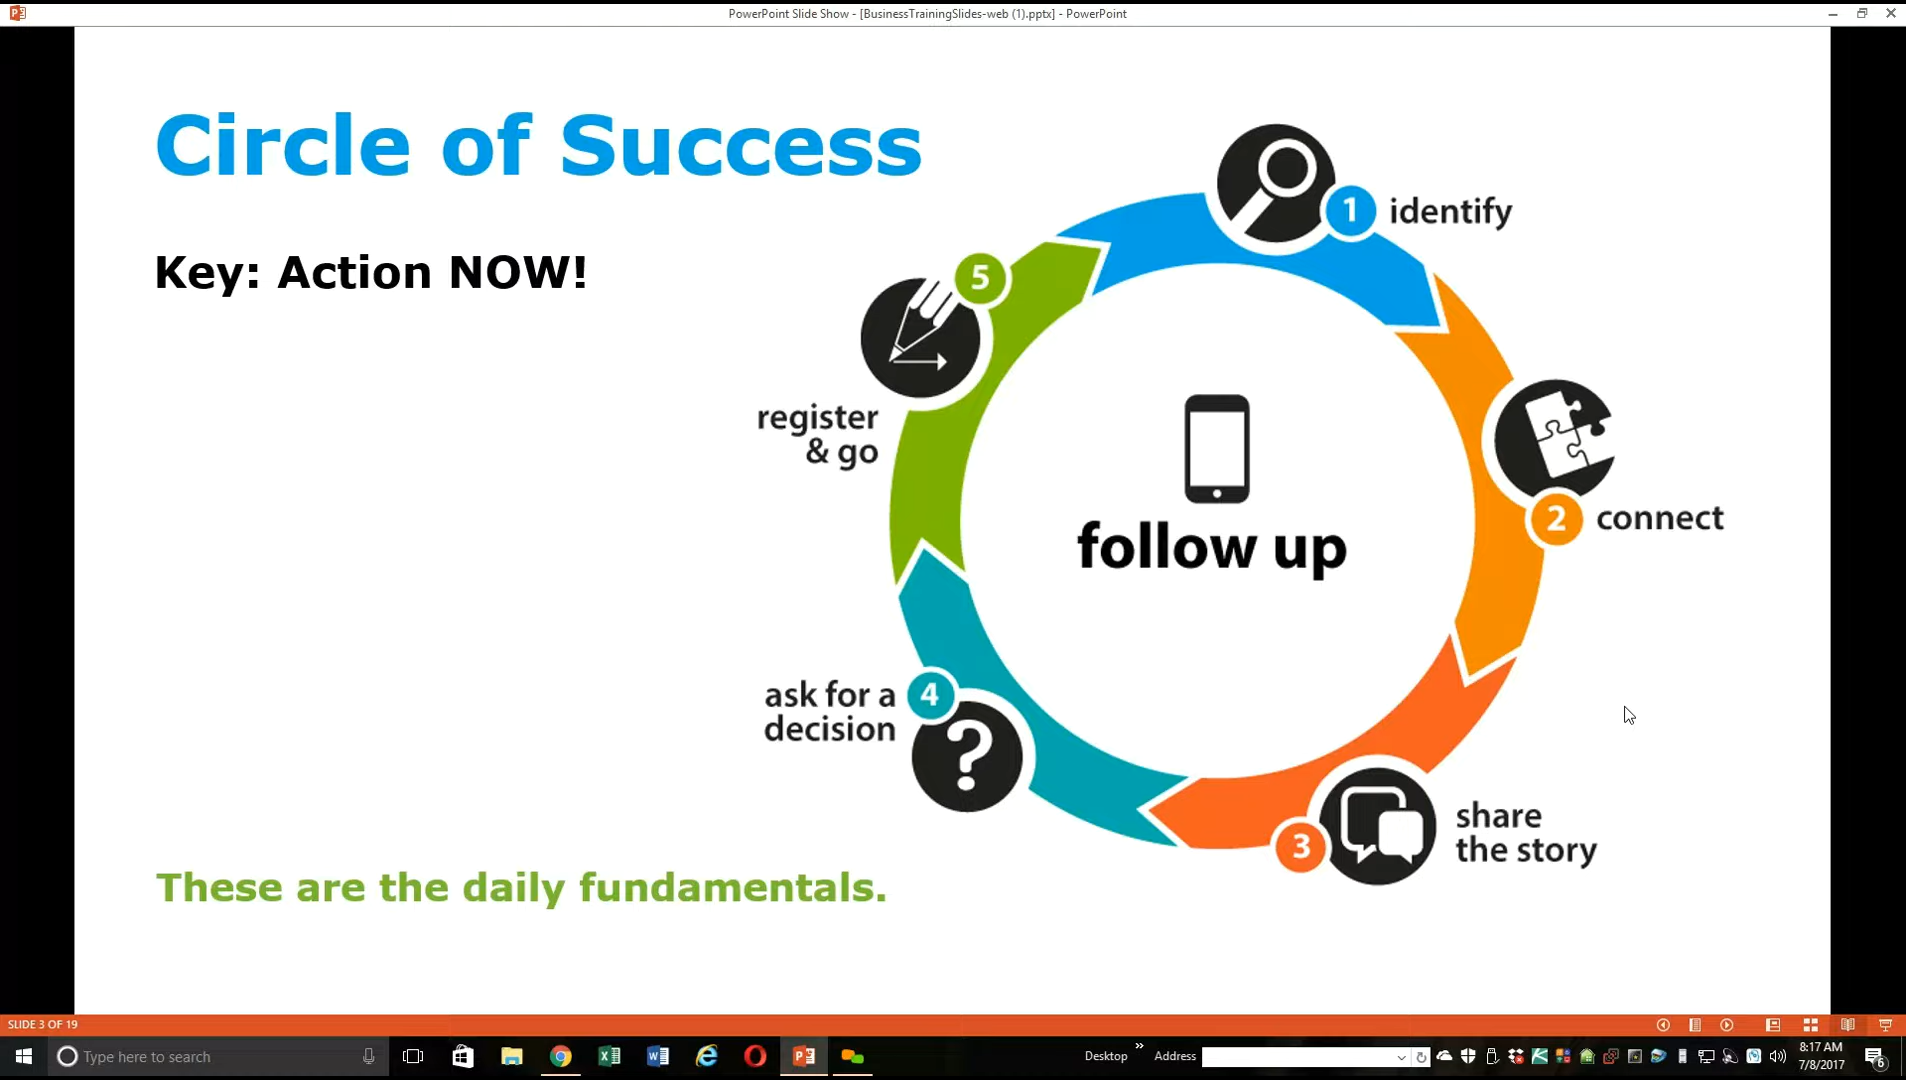 PowerPoint Slide Show - [BusinessTrainingSlides-web (1).pptx] - PowerPoint
Circle of Success
Key: Action NOW!
1 identify
2 connect
3 share
the story
4 ask for a
decision
5 register
& go
follow up
These are the daily fundamentals.
SLIDE 3 OF 19
Type here to search
Desktop
»
Address
8:17 AM
7/8/2017
6